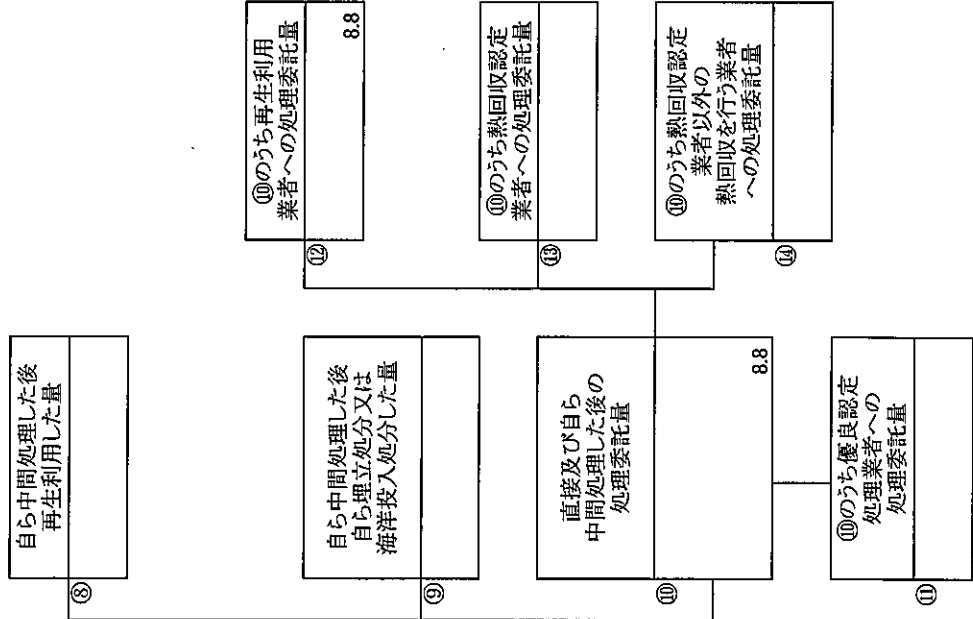 ⑧
自ら中間処理した後
再生利用した量
⑨
自ら中間処理した後
自ら埋立処分又は
海洋投入処分した量
⑩
直接及び自ら
中間処理した後の
処理委託量
8.8
⑪
⑩のうち優良認定
処理業者への
処理委託量
⑫
⑩のうち再生利用
業者への処理委託量
8.8
⑬
⑩のうち熱回収認定
業者への処理委託量
⑭
⑩のうち熱回収認定
業者以外の
熱回収を行う業者
への処理委託量